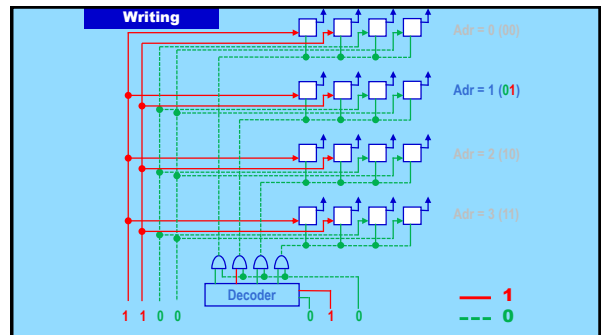 Writing
Adr = 0 (00)
Adr = 1 (01)
Adr = 2 (10)
Adr = 3 (11)
Decoder
1 1 0 0 0 1 0
1
0